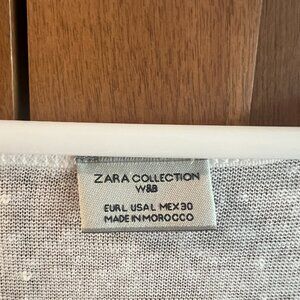 ZARA COLLECTION
W&B
EUR L USA L MEX 30
MADE IN MOROCCO